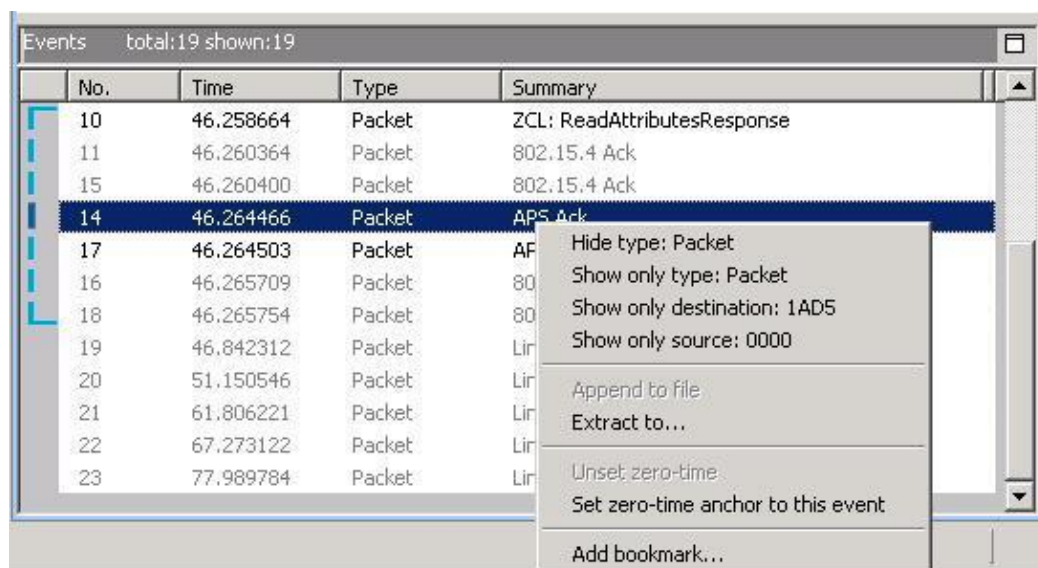 Events total:19 shown:19
No. Time Type Summary
10 46.258664 Packet ZCL: ReadAttributesResponse
11 46.260364 Packet 802.15.4 Ack
15 46.260400 Packet 802.15.4 Ack
14 46.264466 Packet APS Ack
17 46.264503 Packet AP
16 46.265709 Packet 80
18 46.265754 Packet 80
19 46.842312 Packet Lin
20 51.150546 Packet Lin
21 61.806221 Packet Lin
22 67.273122 Packet Lin
23 77.989784 Packet Lin
Hide type: Packet
Show only type: Packet
Show only destination: 1AD5
Show only source: 0000
Append to file
Extract to...
Unset zero-time
Set zero-time anchor to this event
Add bookmark...